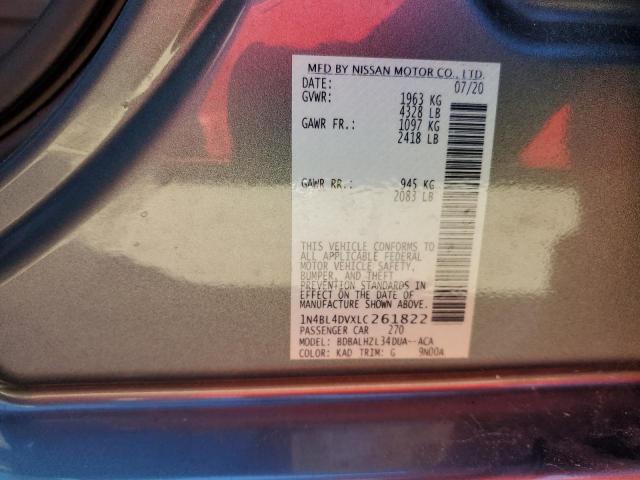 MFD BY NISSAN MOTOR CO., LTD.
DATE: 07/20
GVWR: 1963 KG
4328 LB
GAWR FR.: 1097 KG
2418 LB
GAWR RR.: 945 KG
2083 LB
THIS VEHICLE CONFORMS TO
ALL APPLICABLE FEDERAL
MOTOR VEHICLE SAFETY,
BUMPER, AND THEFT
PREVENTION STANDARDS IN
EFFECT ON THE DATE OF
MANUFACTURE SHOWN ABOVE.
1N4BL4DVXLC261822
PASSENGER CAR 270
MODEL: BDBALHZL34DUA--ACA
COLOR: KAD TRIM: G 9N00A